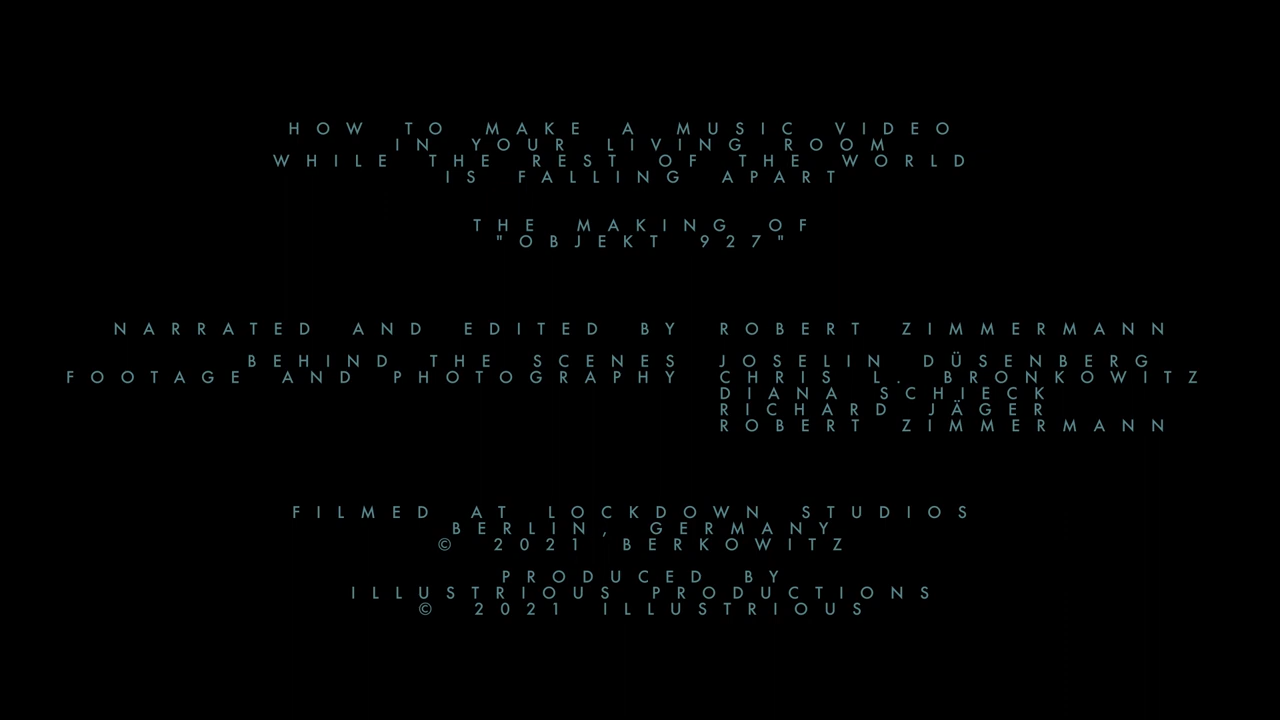 HOW TO MAKE A MUSIC VIDEO
IN YOUR LIVING ROOM
WHILE THE REST OF THE WORLD
IS FALLING APART
THE MAKING OF
"OBJEKT 927"
NARRATED AND EDITED BY ROBERT ZIMMERMANN
BEHIND THE SCENES JOSELIN DÜSENBERG
FOOTAGE AND PHOTOGRAPHY CHRIS L. BRONKOWITZ
DIANA SCHIECK
RICHARD JÄGER
ROBERT ZIMMERMANN
FILMED AT LOCKDOWN STUDIOS
BERLIN, GERMANY
© 2021 BERKOWITZ
PRODUCED BY
ILLUSTRIOUS PRODUCTIONS
© 2021 ILLUSTRIOUS